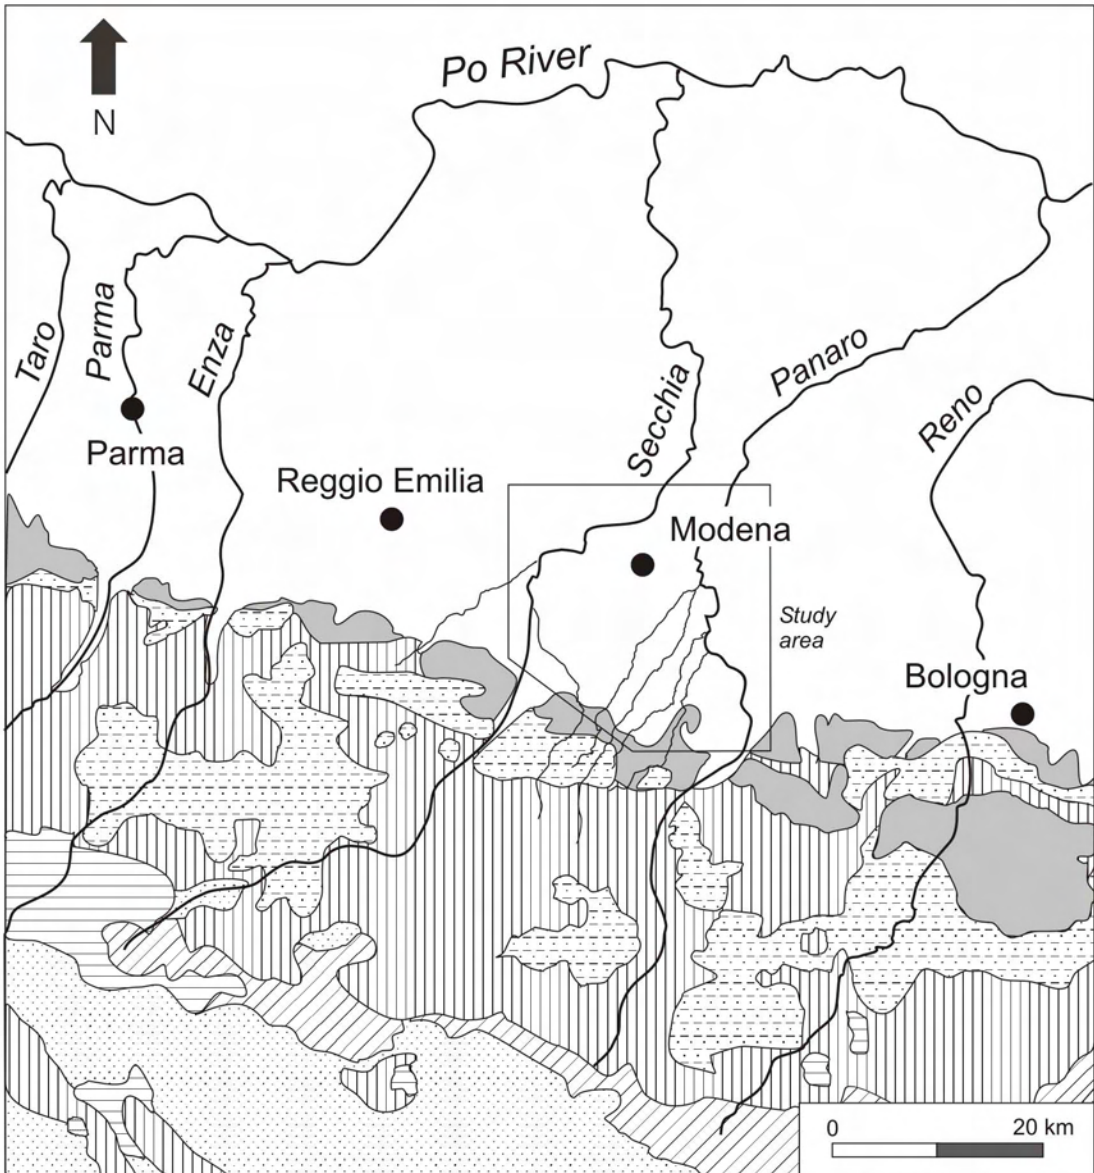 Po River
N
Taro
Parma
Enza
Secchia
Panaro
Reno
Parma
Reggio Emilia
Modena
Study
area
Bologna
0 20 km